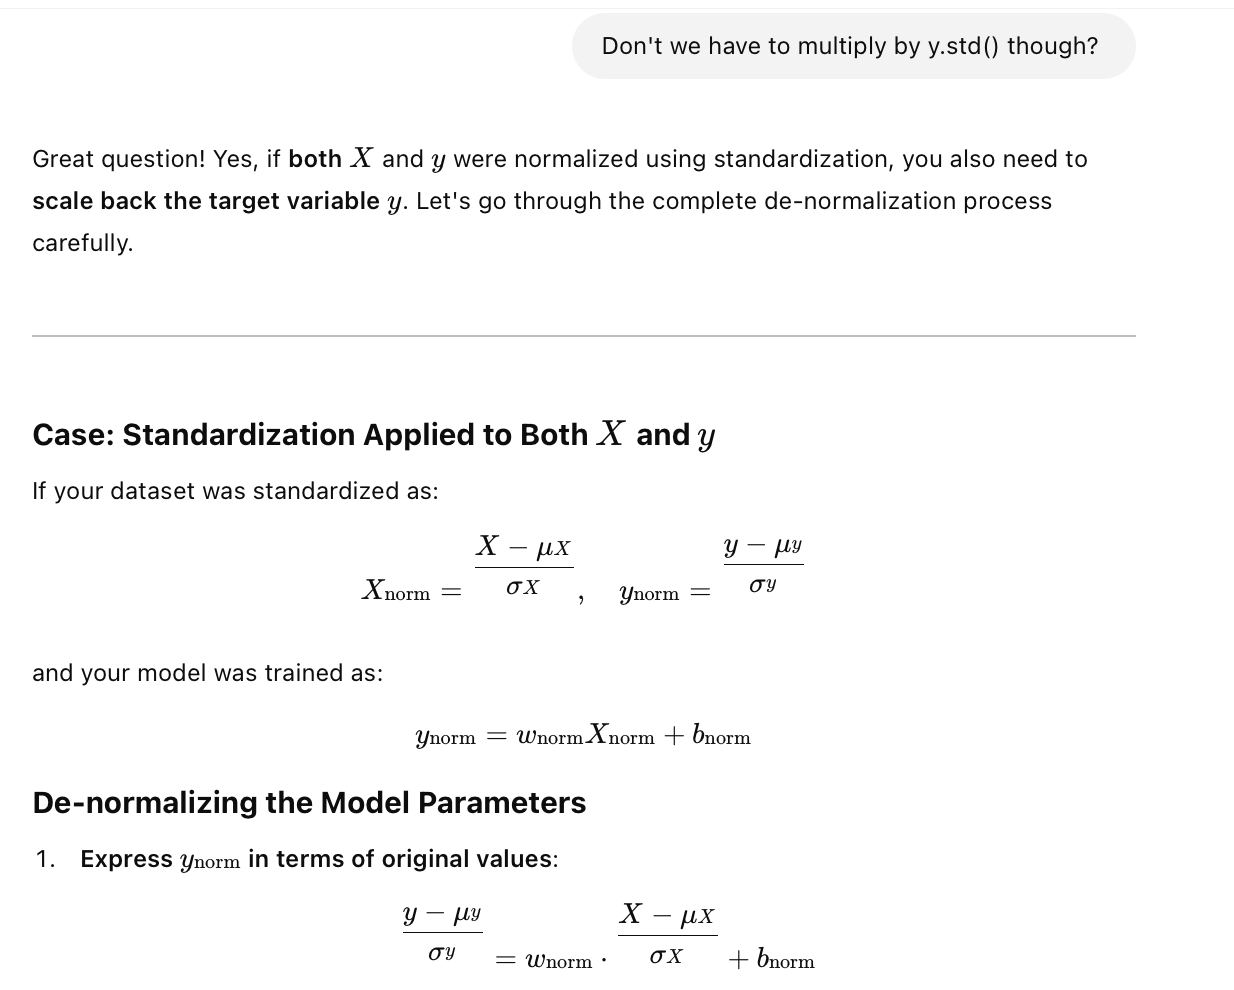 Don't we have to multiply by y.std() though?
Great question! Yes, if both X and y were normalized using standardization, you also need to
scale back the target variable y. Let's go through the complete de-normalization process
carefully.
Case: Standardization Applied to Both X and y
If your dataset was standardized as:
Xnorm = (X − μX)/σX, ynorm = (y − μy)/σy
and your model was trained as:
ynorm = wnormXnorm + bnorm
De-normalizing the Model Parameters
1. Express ynorm in terms of original values:
(y − μy)/σy = wnorm · (X − μX)/σX + bnorm